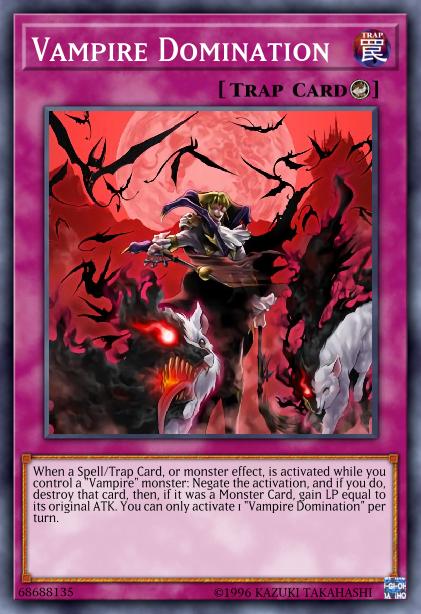 VAMPIRE DOMINATION
TRAP
罠
[TRAP CARD]
When a Spell/Trap Card, or monster effect, is activated while you
control a "Vampire" monster: Negate the activation, and if you do,
destroy that card, then, if it was a Monster Card, gain LP equal to
its original ATK. You can only activate 1 "Vampire Domination" per
turn.
68688135
©1996 KAZUKI TAKAHASHI